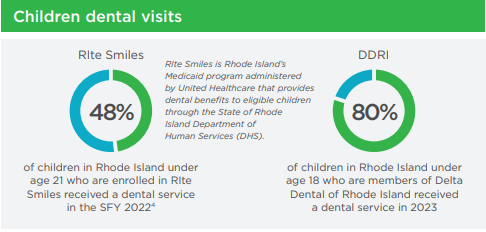 Children dental visits
RIte Smiles
48%
of children in Rhode Island under
age 21 who are enrolled in RIte
Smiles received a dental service
in the SFY 2022⁴
RIte Smiles is Rhode Island's
Medicaid program administered
by United Healthcare that provides
dental benefits to eligible children
through the State of Rhode
Island Department of
Human Services (DHS).
DDRI
80%
of children in Rhode Island under
age 18 who are members of Delta
Dental of Rhode Island received
a dental service in 2023